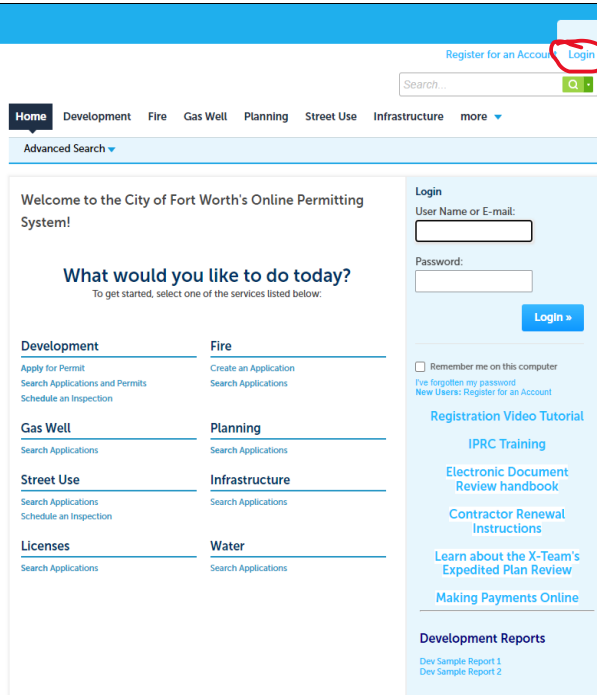 Register for an Account Login
Search...
Home Development Fire Gas Well Planning Street Use Infrastructure more
Advanced Search
Welcome to the City of Fort Worth's Online Permitting
System!
What would you like to do today?
To get started, select one of the services listed below:
Development
Apply for Permit
Search Applications and Permits
Schedule an Inspection
Fire
Create an Application
Search Applications
Gas Well
Search Applications
Planning
Search Applications
Street Use
Search Applications
Schedule an Inspection
Infrastructure
Search Applications
Licenses
Search Applications
Water
Search Applications
Login
User Name or E-mail:
Password:
Login »
Remember me on this computer
I've forgotten my password
New Users: Register for an Account
Registration Video Tutorial
IPRC Training
Electronic Document
Review handbook
Contractor Renewal
Instructions
Learn about the X-Team's
Expedited Plan Review
Making Payments Online
Development Reports
Dev Sample Report 1
Dev Sample Report 2